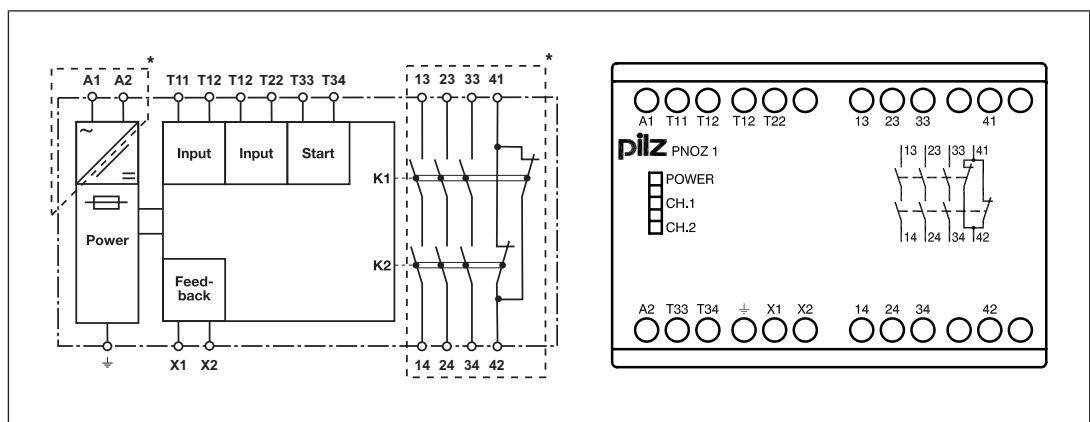 *
*
A1 A2 T11 T12 T12 T22 T33 T34 13 23 33 41
~
Input Input Start
K1
Power
K2
Feed-
back
X1 X2 14 24 34 42
A1 T11 T12 T12 T22 13 23 33 41
pilz PNOZ 1
13 23 33 41
POWER
CH.1
CH.2
14 24 34 42
A2 T33 T34 X1 X2 14 24 34 42